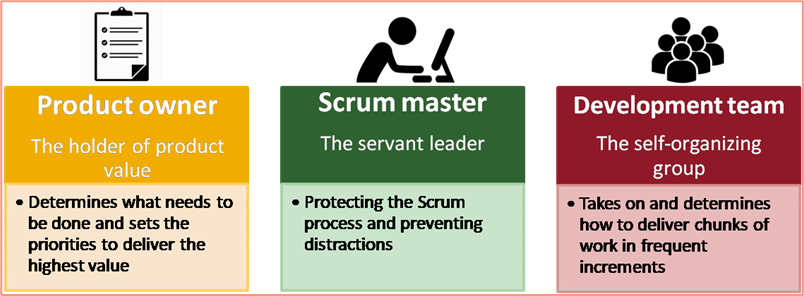 Product owner
The holder of product
value
• Determines what needs to
be done and sets the
priorities to deliver the
highest value
Scrum master
The servant leader
• Protecting the Scrum
process and preventing
distractions
Development team
The self-organizing
group
• Takes on and determines
how to deliver chunks of
work in frequent
increments